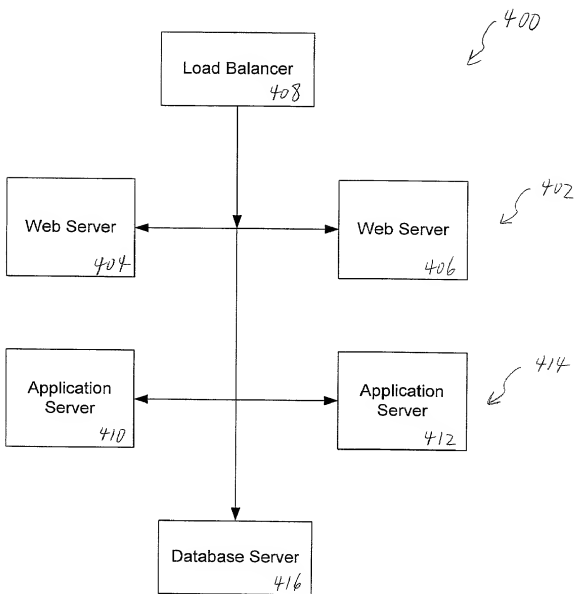 400
Load Balancer
408
402
Web Server
404
Web Server
406
414
Application
Server
410
Application
Server
412
Database Server
416